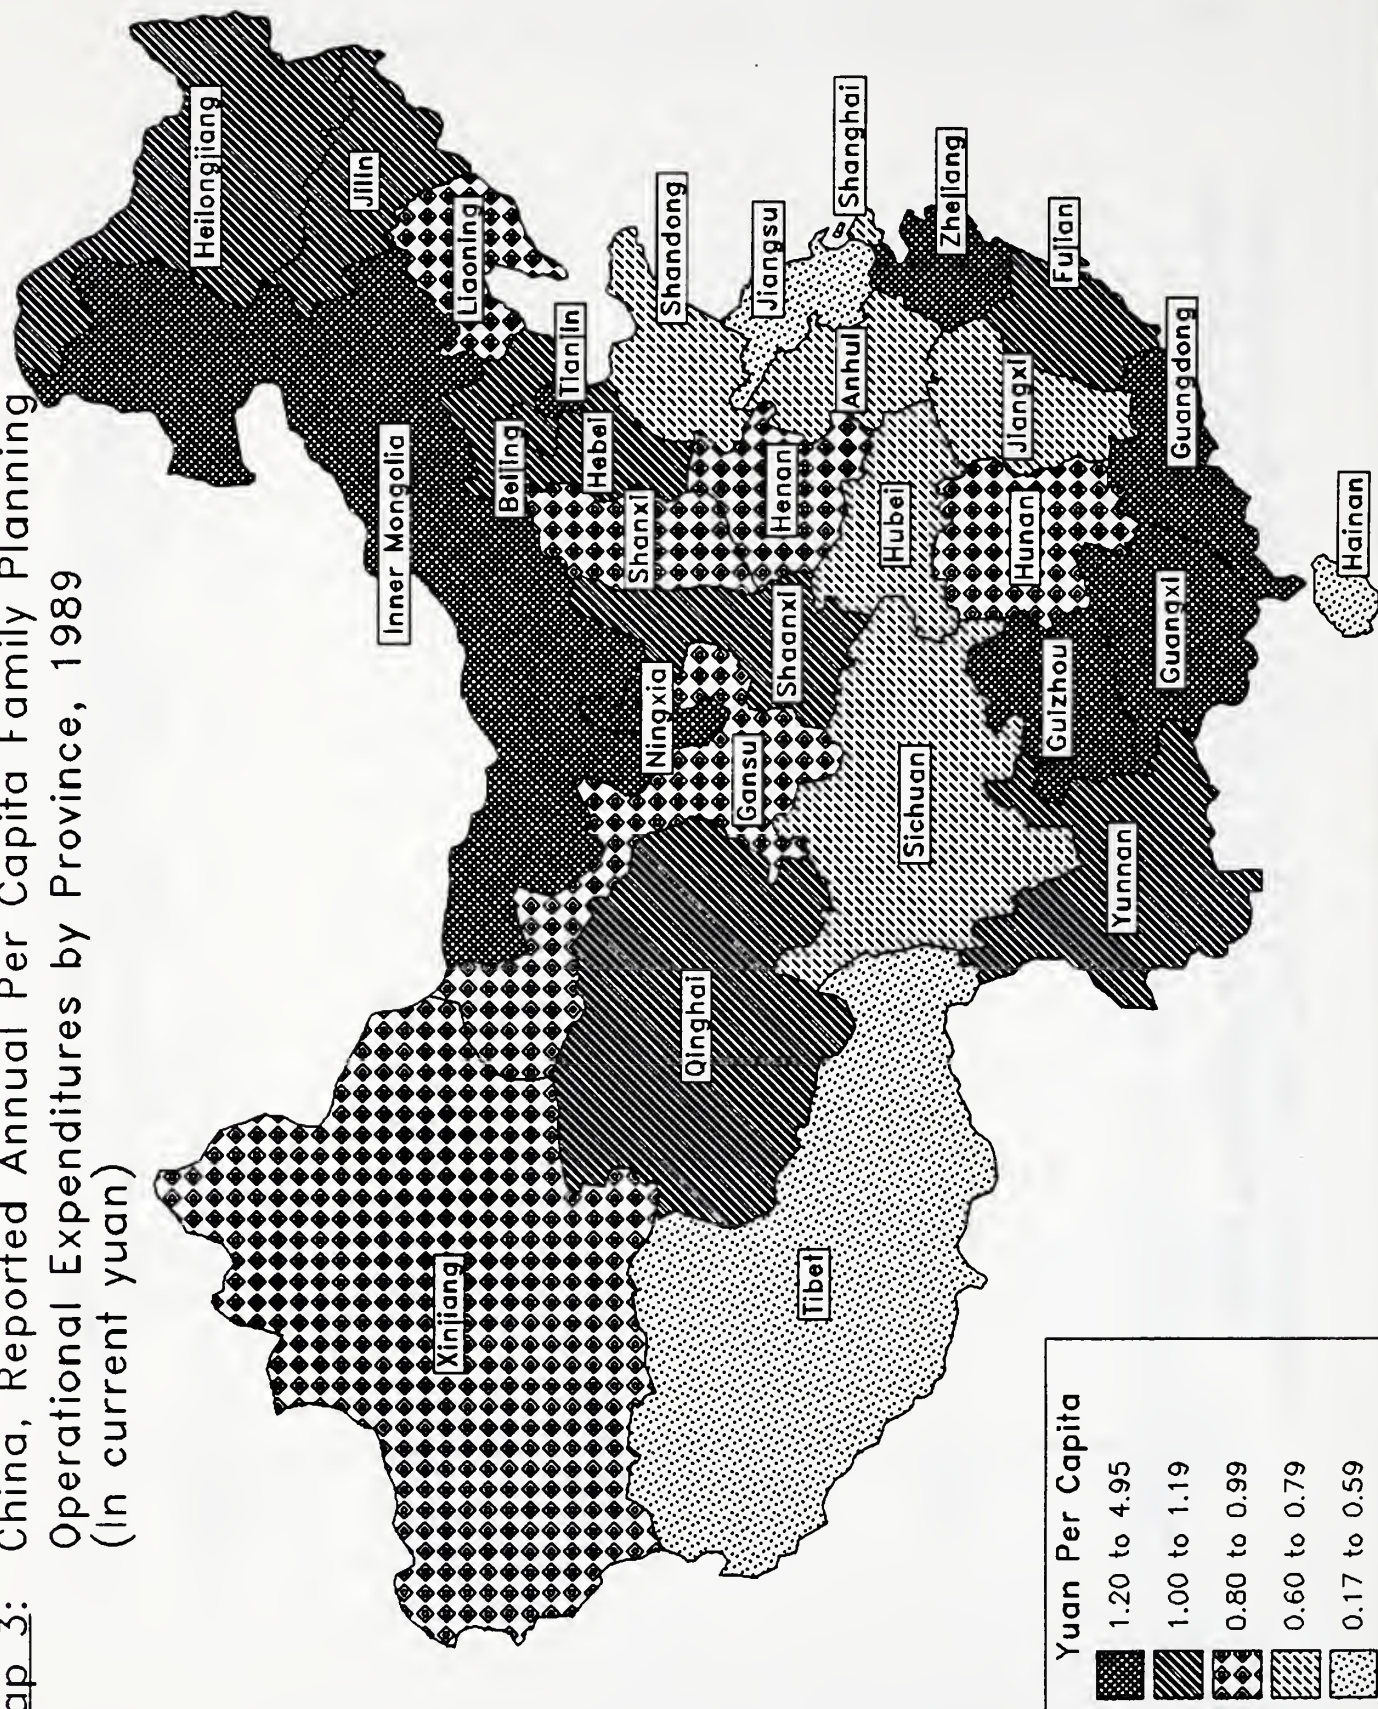 ap 3: China, Reported Annual Per Capita Family Planning
Operational Expenditures by Province, 1989
(In current yuan)
Heilongjiang
Jilin
Liaoning
Inner Mongolia
Beijing
Tianjin
Hebei
Shanxi
Shandong
Henan
Jiangsu
Shanghai
Anhui
Zhejiang
Fujian
Jiangxi
Hubei
Hunan
Guangdong
Guangxi
Hainan
Guizhou
Shaanxi
Ningxia
Gansu
Sichuan
Yunnan
Qinghai
Xinjiang
Tibet
Yuan Per Capita
1.20 to 4.95
1.00 to 1.19
0.80 to 0.99
0.60 to 0.79
0.17 to 0.59